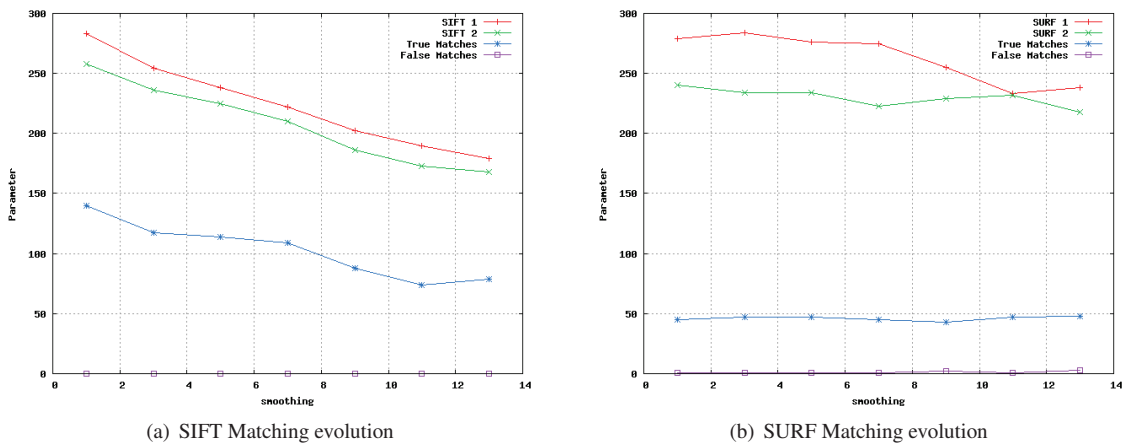 300
250
200
150
100
50
0
Parameter
SIFT 1
SIFT 2
True Matches
False Matches
0 2 4 6 8 10 12 14
smoothing
(a) SIFT Matching evolution
300
250
200
150
100
50
0
Parameter
SURF 1
SURF 2
True Matches
False Matches
0 2 4 6 8 10 12 14
smoothing
(b) SURF Matching evolution